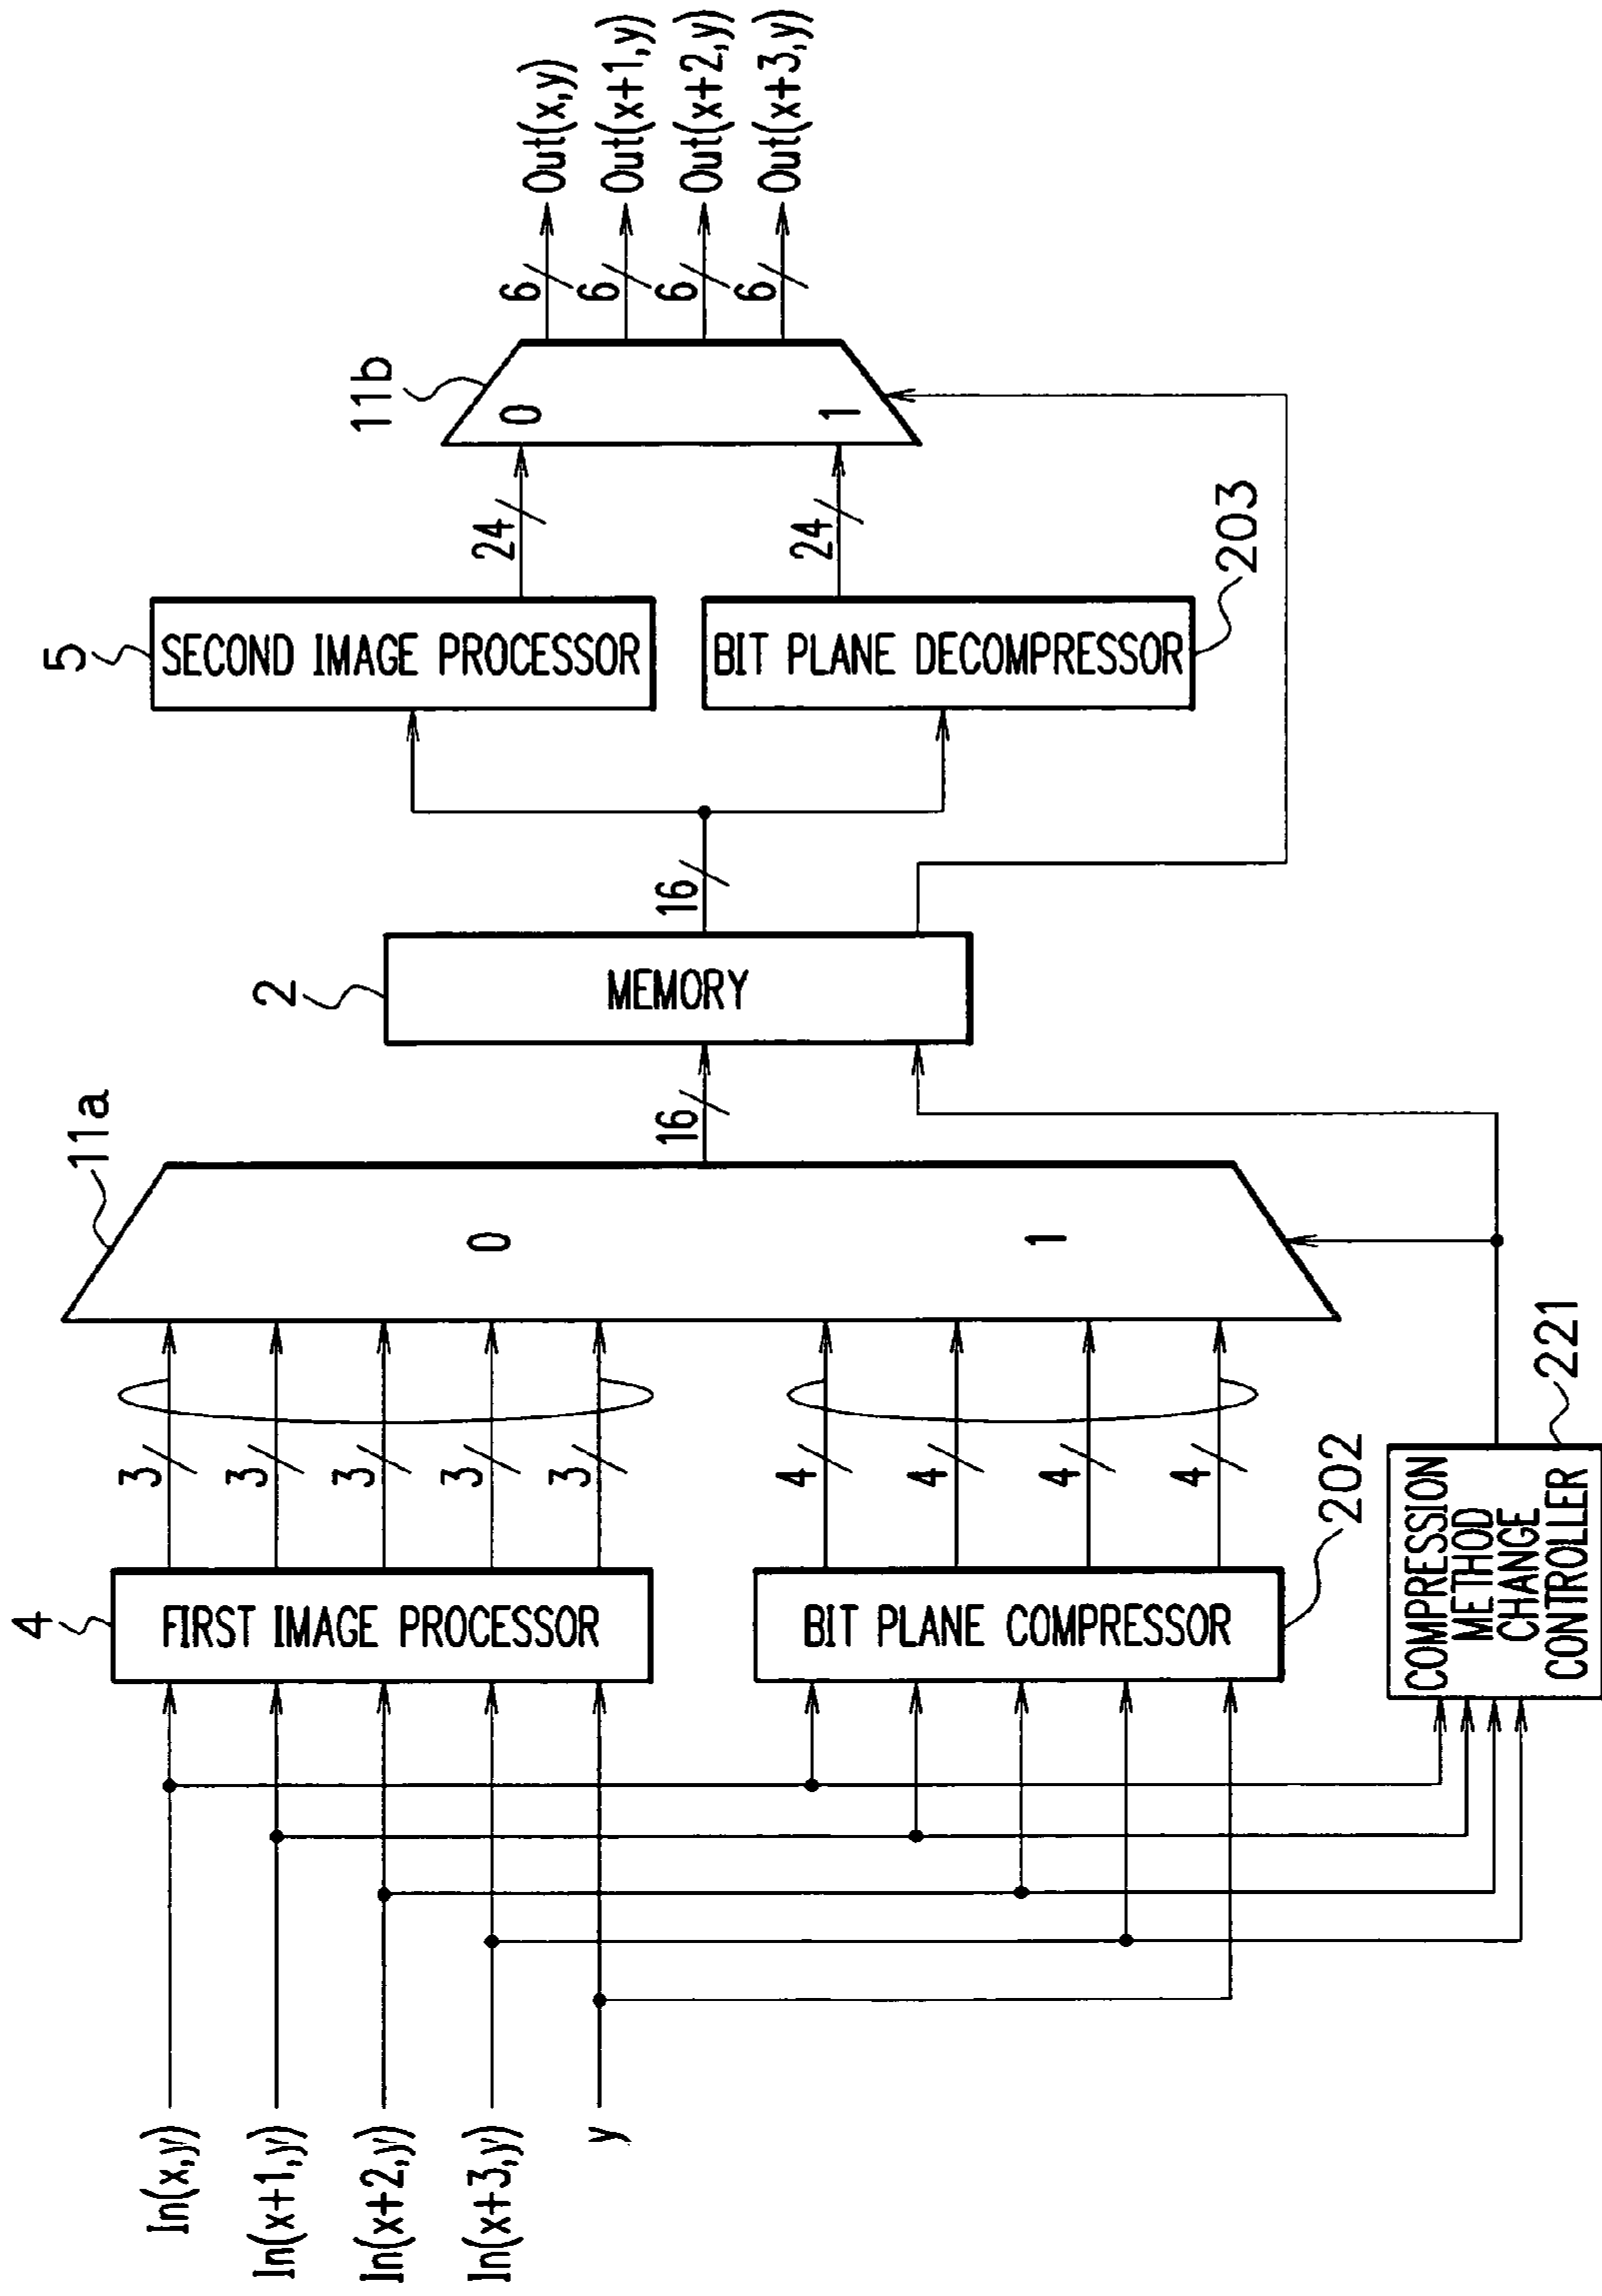 In(x,y)
In(x+1,y)
In(x+2,y)
In(x+3,y)
y
4
FIRST IMAGE PROCESSOR
3
3
3
3
3
BIT PLANE COMPRESSOR
202
4
4
4
4
COMPRESSION
METHOD
CHANGE
CONTROLLER
221
11a
0
1
16
2
MEMORY
16
5
SECOND IMAGE PROCESSOR
24
BIT PLANE DECOMPRESSOR
203
24
11b
0
1
6
6
6
6
Out(x,y)
Out(x+1,y)
Out(x+2,y)
Out(x+3,y)